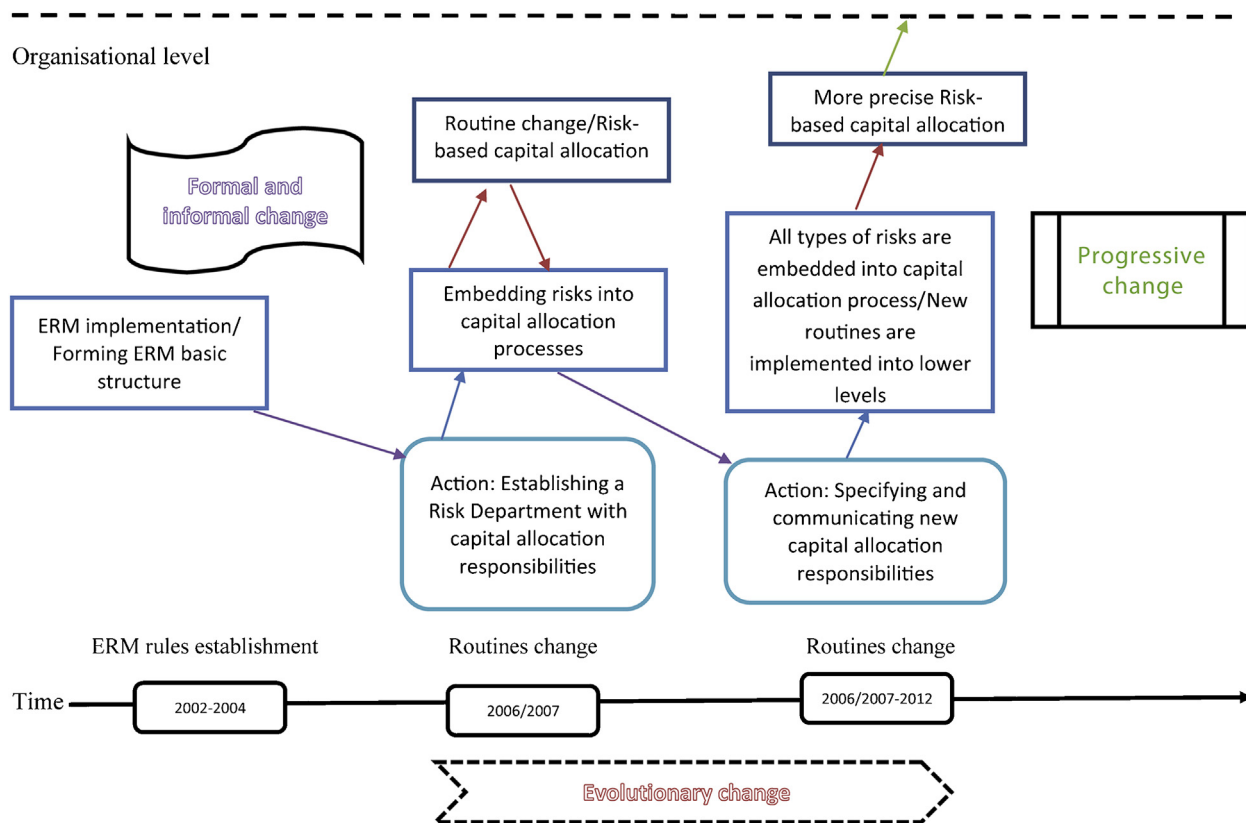 Organisational level
Formal and
informal change
ERM implementation/
Forming ERM basic
structure
Routine change/Risk-
based capital allocation
Embedding risks into
capital allocation
processes
Action: Establishing a
Risk Department with
capital allocation
responsibilities
More precise Risk-
based capital allocation
All types of risks are
embedded into capital
allocation process/New
routines are
implemented into lower
levels
Action: Specifying and
communicating new
capital allocation
responsibilities
Progressive
change
ERM rules establishment
Routines change
Routines change
Time
2002-2004
2006/2007
2006/2007-2012
Evolutionary change